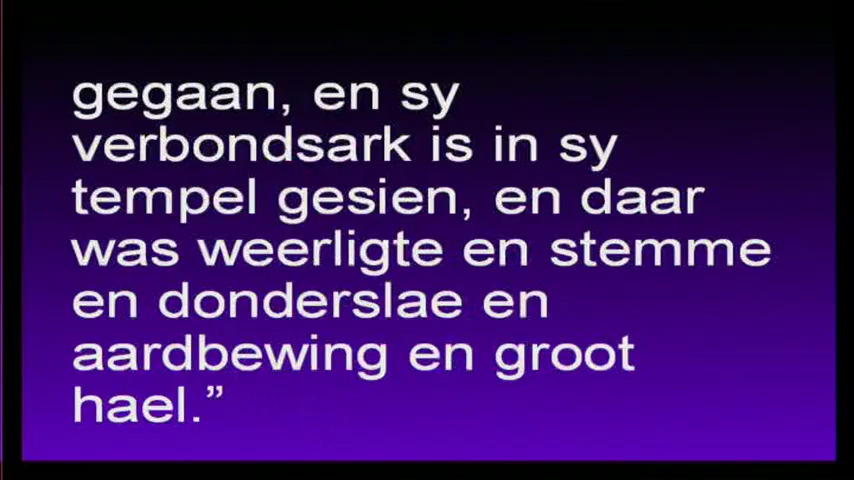 gegaan, en sy
verbondsark is in sy
tempel gesien, en daar
was weerligte en stemme
en donderslae en
aardbewing en groot
hael.”